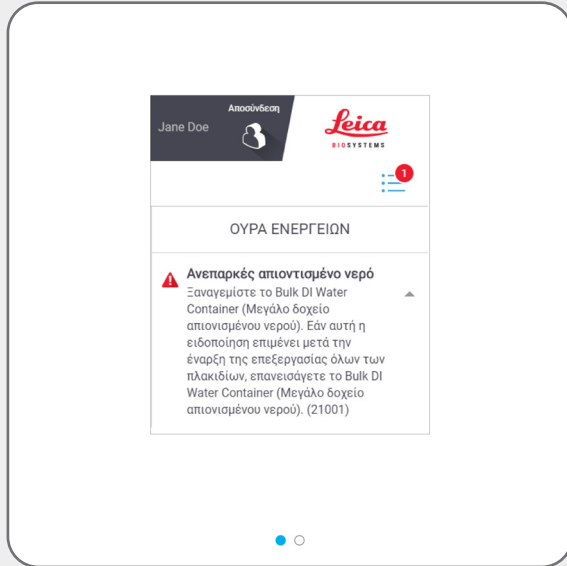 Αποσύνδεση
Jane Doe
Leica
BIOSYSTEMS
1
ΟΥΡΑ ΕΝΕΡΓΕΙΩΝ
Ανεπαρκές απιοντισμένο νερό
Ξαναγεμίστε το Bulk DI Water
Container (Μεγάλο δοχείο
απιονισμένου νερού). Εάν αυτή η
ειδοποίηση επιμένει μετά την
έναρξη της επεξεργασίας όλων των
πλακιδίων, επανεισάγετε το Bulk DI
Water Container (Μεγάλο δοχείο
απιονισμένου νερού). (21001)